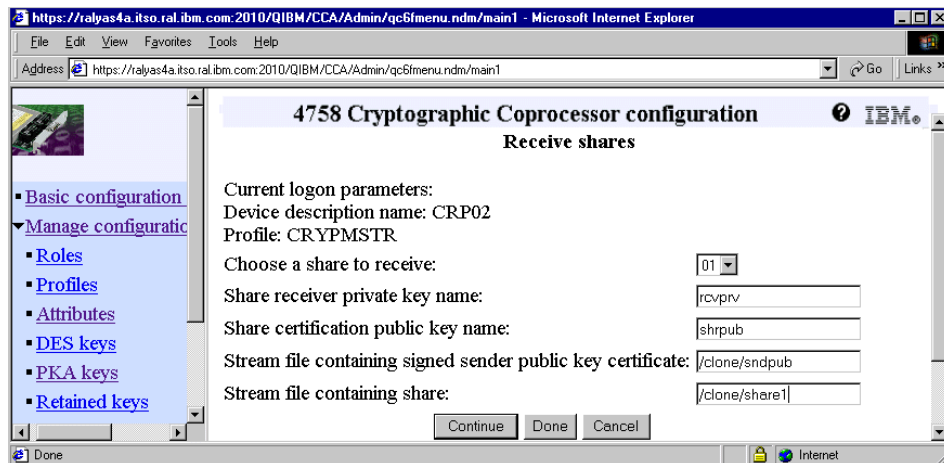 https://ralyas4a.itso.ral.ibm.com:2010/QIBM/CCA/Admin/qc6fmenu.ndm/main1 - Microsoft Internet Explorer
File Edit View Favorites Tools Help
Address https://ralyas4a.itso.ral.ibm.com:2010/QIBM/CCA/Admin/qc6fmenu.ndm/main1 Go Links »
4758 Cryptographic Coprocessor configuration ? IBM®
Receive shares
Basic configuration
Manage configuratic
Roles
Profiles
Attributes
DES keys
PKA keys
Retained keys
Current logon parameters:
Device description name: CRP02
Profile: CRYPMSTR
Choose a share to receive: 01
Share receiver private key name: rcvprv
Share certification public key name: shrpub
Stream file containing signed sender public key certificate: /clone/sndpub
Stream file containing share: /clone/share1
Continue Done Cancel
Done Internet